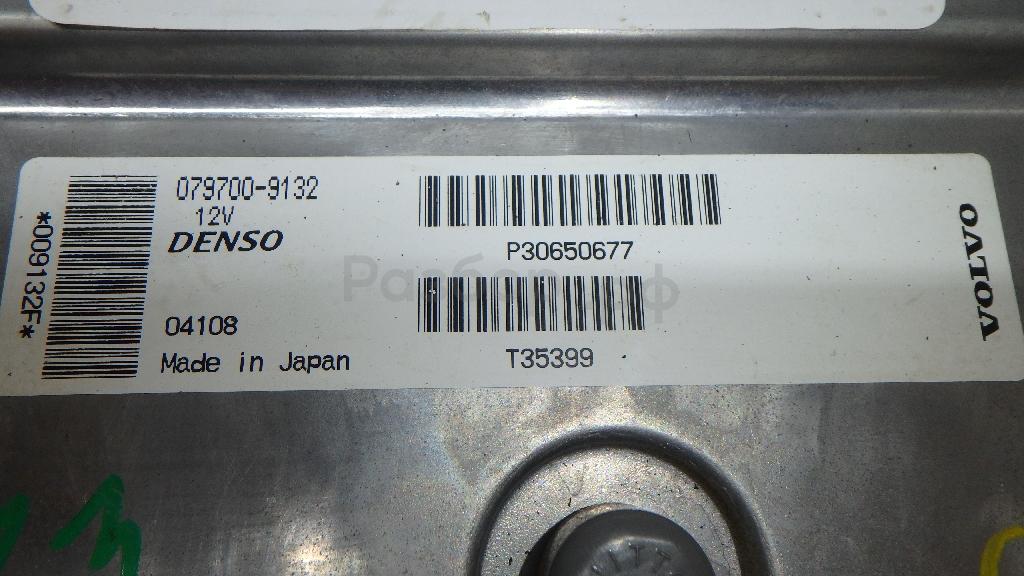 079700-9132
12V
DENSO
04108
Made in Japan
*009132F*
P30650677
T35399
VOLVO